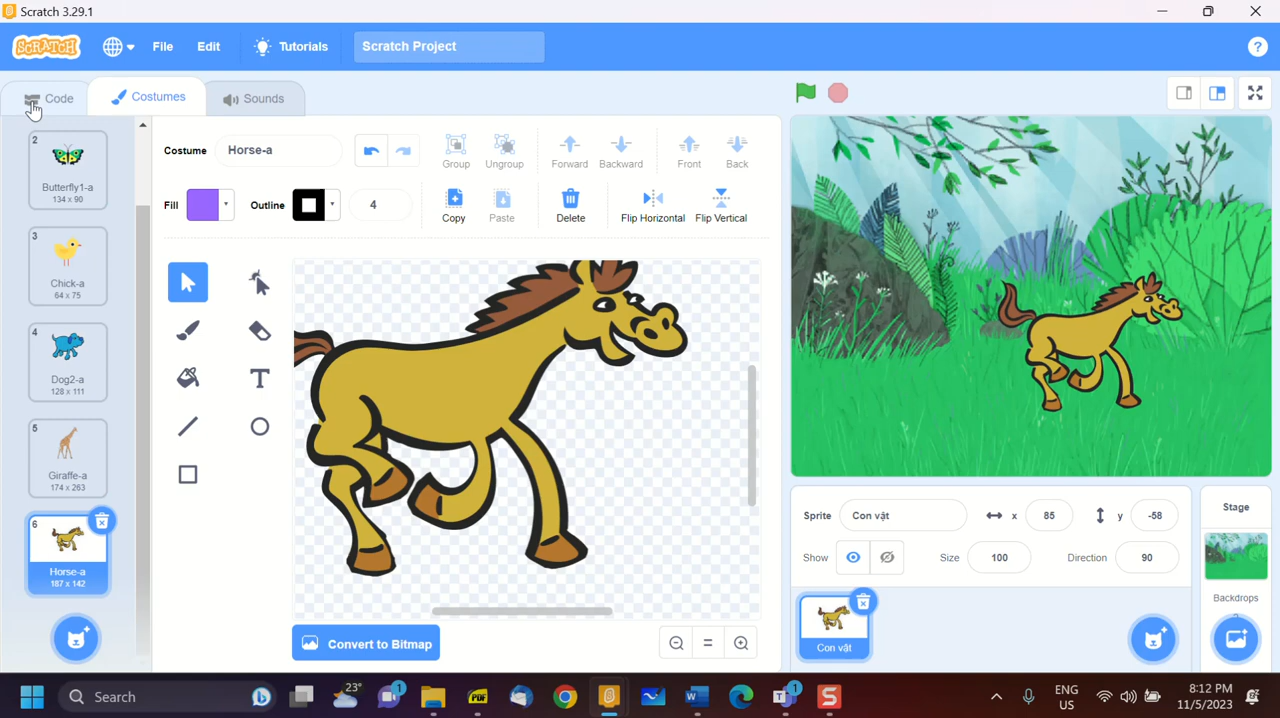 Scratch 3.29.1
SCRATCH File Edit Tutorials Scratch Project ?
Code Costumes Sounds
2
Butterfly1-a
134 x 90
3
Chick-a
64 x 75
4
Dog2-a
128 x 111
5
Giraffe-a
174 x 263
6
Horse-a
187 x 142
Costume Horse-a
Group Ungroup Forward Backward Front Back
Fill Outline 4
Copy Paste Delete Flip Horizontal Flip Vertical
T
Convert to Bitmap
Sprite Con vật x 85 y -58
Show Size 100 Direction 90
Con vật
Stage
Backdrops
2
Search
23°
1
PDF
W
T 1
S
ENG
US
8:12 PM
11/5/2023